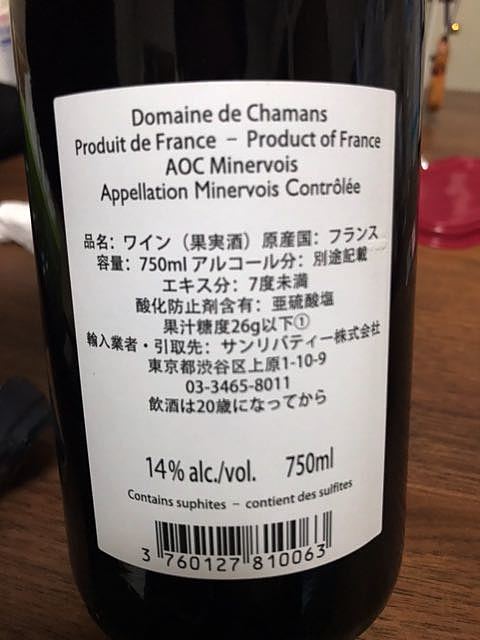 Domaine de Chamans
Produit de France – Product of France
AOC Minervois
Appellation Minervois Contrôlée
品名：ワイン（果実酒）原産国：フランス
容量：750ml アルコール分：別途記載
エキス分：7度未満
酸化防止剤含有：亜硫酸塩
果汁糖度26g以下①
輸入業者・引取先：サンリバティー株式会社
東京都渋谷区上原1-10-9
03-3465-8011
飲酒は20歳になってから
14% alc./vol. 750ml
Contains suphites – contient des sulfites
3 760127 810063